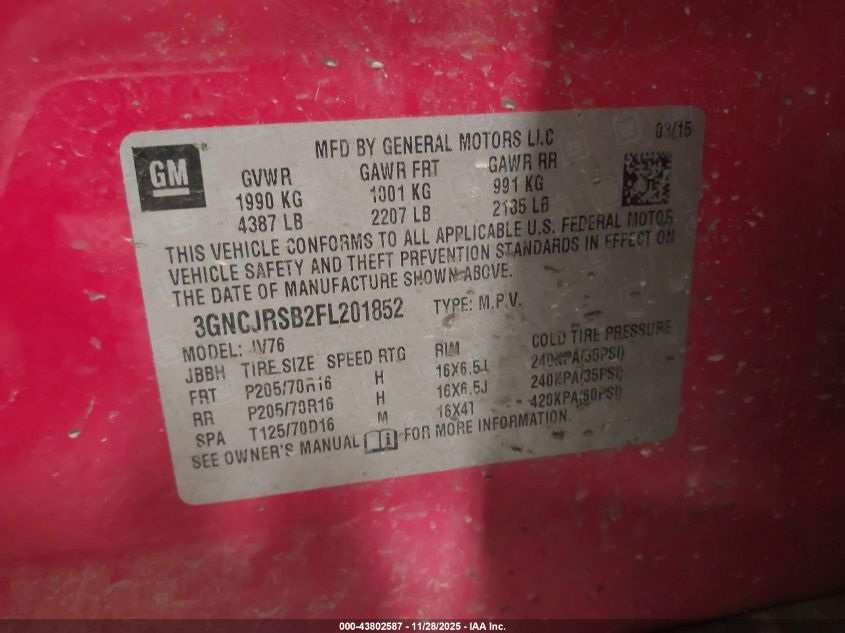 GM
MFD BY GENERAL MOTORS LLC
03/15
GVWR GAWR FRT GAWR RR
1990 KG 1001 KG 991 KG
4387 LB 2207 LB 2185 LB
THIS VEHICLE CONFORMS TO ALL APPLICABLE U.S. FEDERAL MOTOR
VEHICLE SAFETY AND THEFT PREVENTION STANDARDS IN EFFECT ON
THE DATE OF MANUFACTURE SHOWN ABOVE.
3GNCJRSB2FL201852 TYPE: M.P.V.
MODEL: JV76
JBBH TIRE SIZE SPEED RTG RIM COLD TIRE PRESSURE
FRT P205/70R16 H 16X6.5J 240KPA(35PSI)
RR P205/70R16 H 16X6.5J 240KPA(35PSI)
SPA T125/70D16 M 16X4T 420KPA(60PSI)
SEE OWNER'S MANUAL FOR MORE INFORMATION.
000-43802587 - 11/28/2025 - IAA Inc.